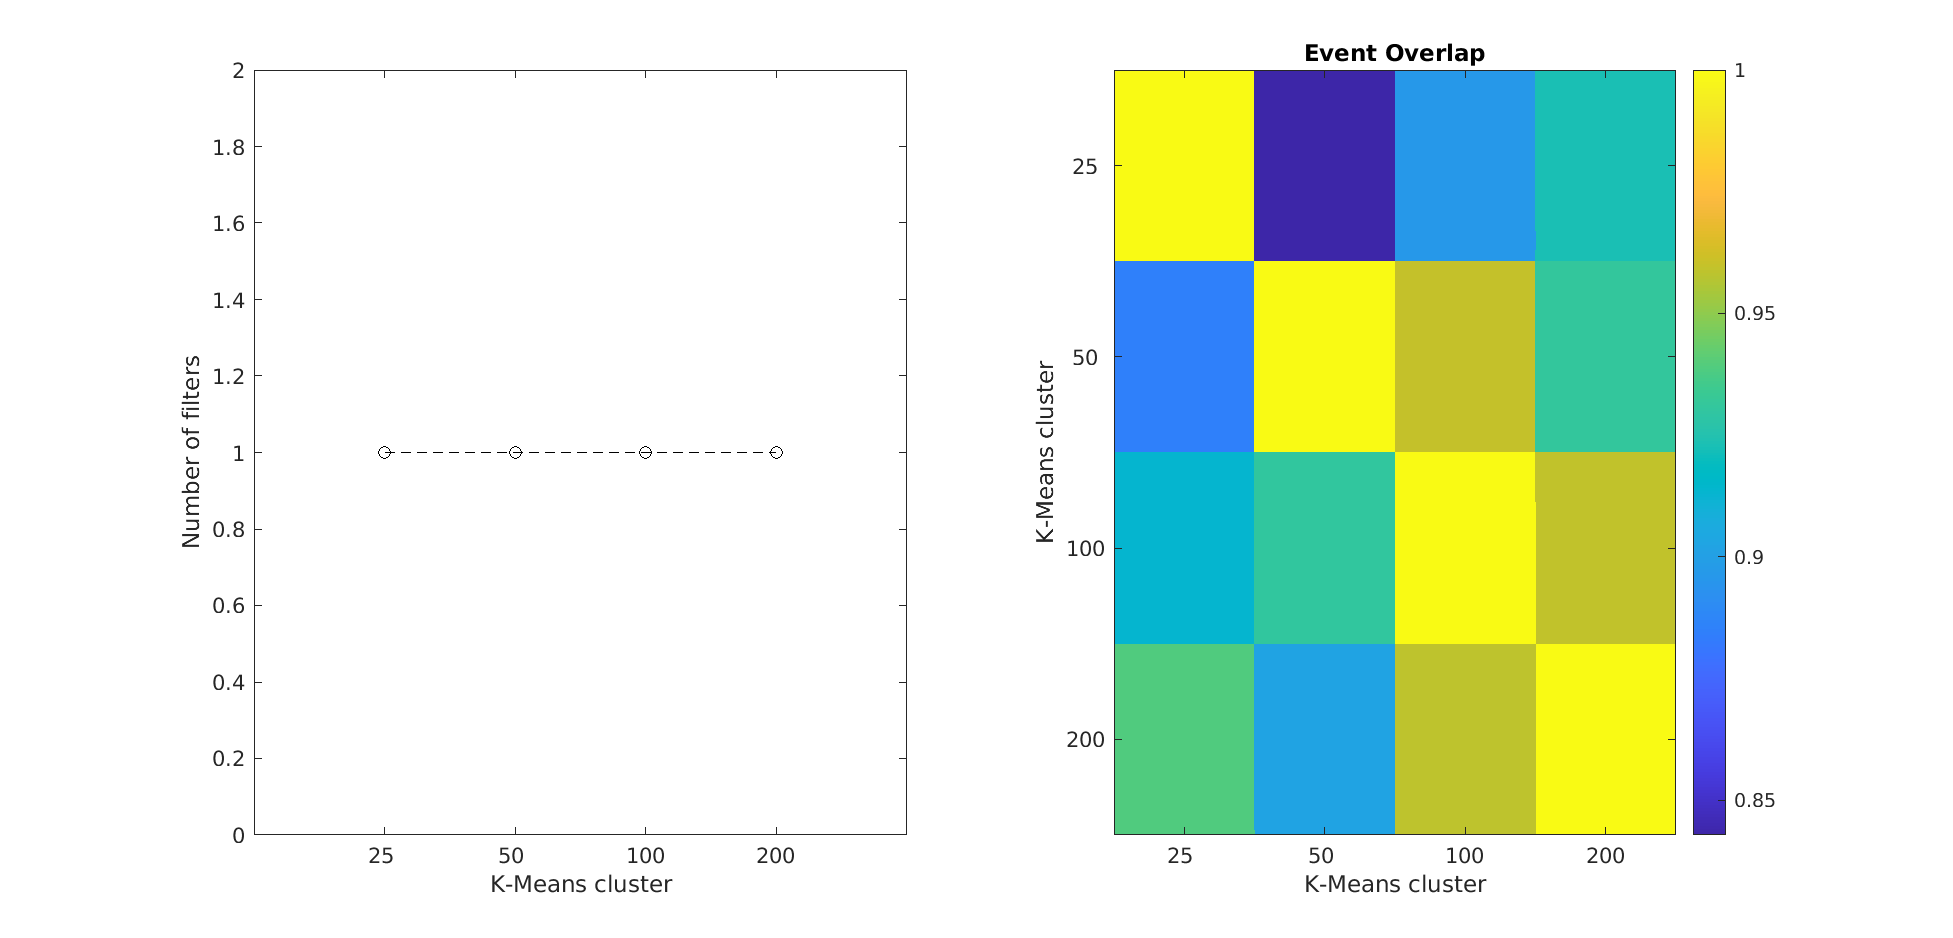 2
1.8
1.6
1.4
1.2
1
0.8
0.6
0.4
0.2
0
Number of filters
25 50 100 200
K-Means cluster
Event Overlap
25
50
100
200
K-Means cluster
25 50 100 200
K-Means cluster
1
0.95
0.9
0.85